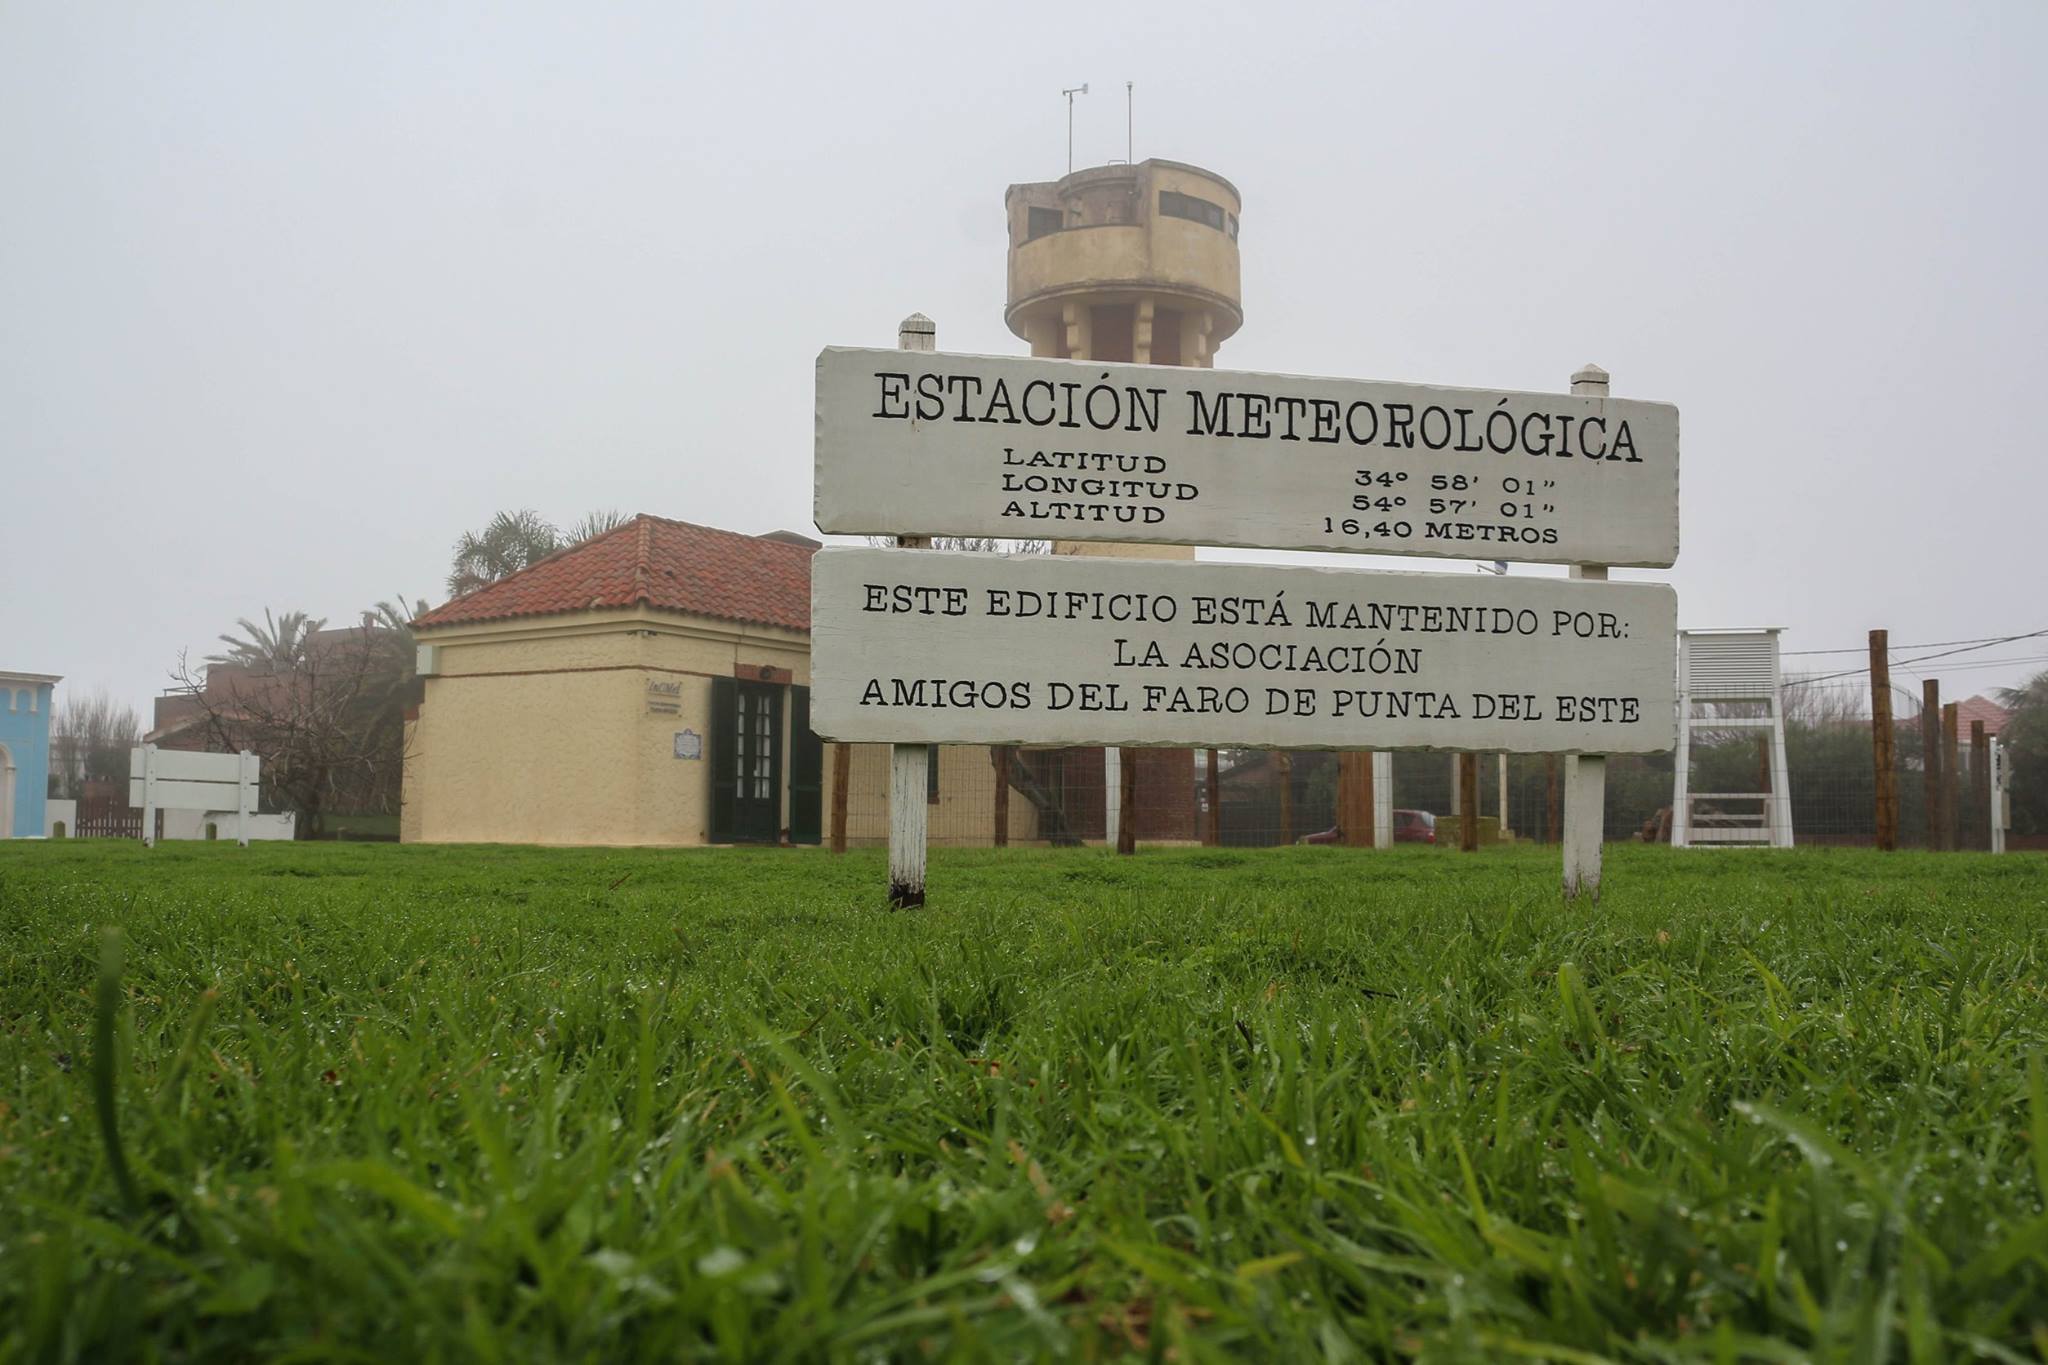 ESTACIÓN METEOROLÓGICA
LATITUD 34° 58' 01"
LONGITUD 54° 57' 01"
ALTITUD 16,40 METROS
ESTE EDIFICIO ESTÁ MANTENIDO POR:
LA ASOCIACIÓN
AMIGOS DEL FARO DE PUNTA DEL ESTE